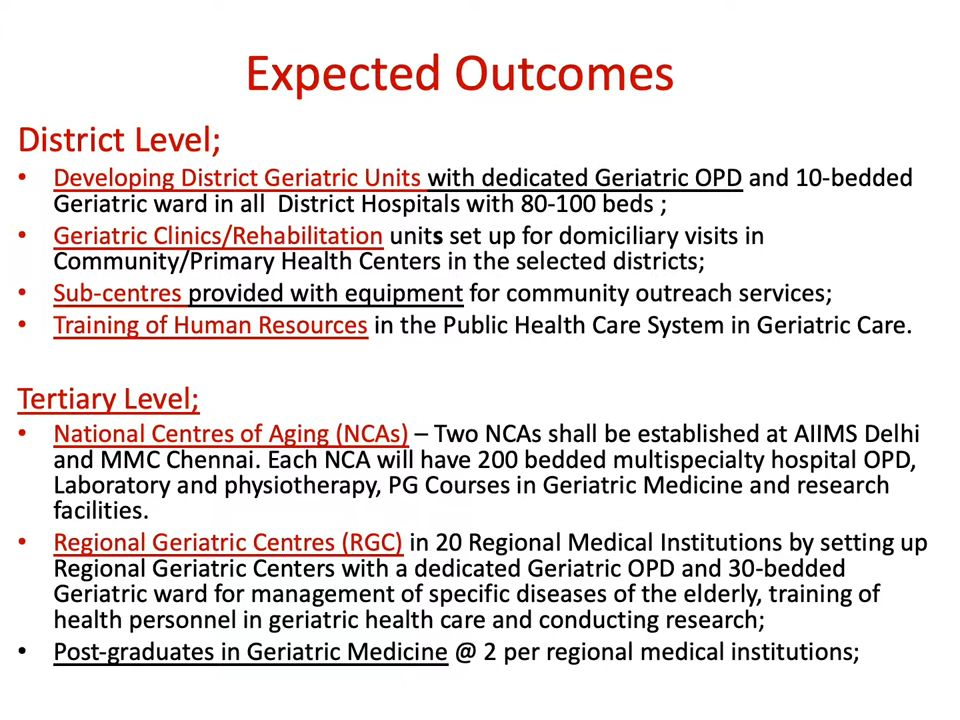 Expected Outcomes
District Level;
• Developing District Geriatric Units with dedicated Geriatric OPD and 10-bedded
Geriatric ward in all District Hospitals with 80-100 beds ;
• Geriatric Clinics/Rehabilitation units set up for domiciliary visits in
Community/Primary Health Centers in the selected districts;
• Sub-centres provided with equipment for community outreach services;
• Training of Human Resources in the Public Health Care System in Geriatric Care.
Tertiary Level;
• National Centres of Aging (NCAs) – Two NCAs shall be established at AIIMS Delhi
and MMC Chennai. Each NCA will have 200 bedded multispecialty hospital OPD,
Laboratory and physiotherapy, PG Courses in Geriatric Medicine and research
facilities.
• Regional Geriatric Centres (RGC) in 20 Regional Medical Institutions by setting up
Regional Geriatric Centers with a dedicated Geriatric OPD and 30-bedded
Geriatric ward for management of specific diseases of the elderly, training of
health personnel in geriatric health care and conducting research;
• Post-graduates in Geriatric Medicine @ 2 per regional medical institutions;